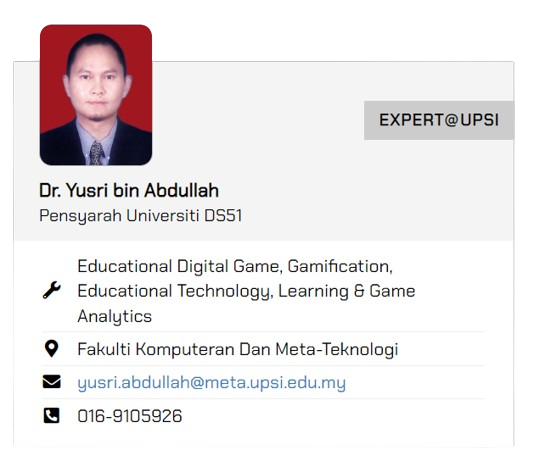 EXPERT@UPSI
Dr. Yusri bin Abdullah
Pensyarah Universiti DS51
Educational Digital Game, Gamification,
Educational Technology, Learning & Game
Analytics
Fakulti Komputeran Dan Meta-Teknologi
yusri.abdullah@meta.upsi.edu.my
016-9105926